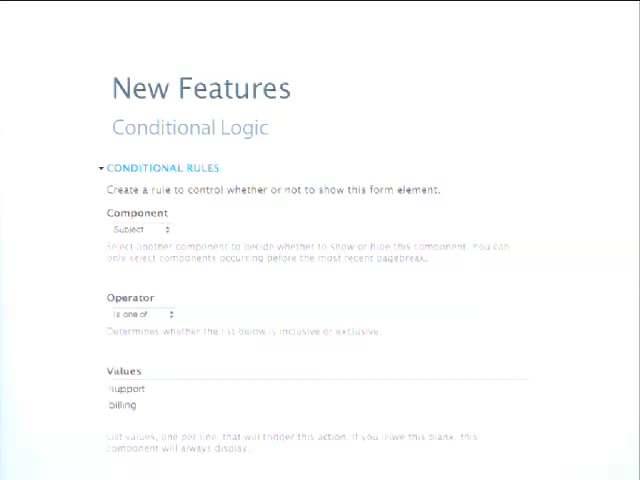 New Features
Conditional Logic
CONDITIONAL RULES
Create a rule to control whether or not to show this form element.
Component
Subject
Select another component to decide whether to show or hide this component. You can
only select components occurring before the most recent pagebreak.
Operator
Is one of
Determines whether the list below is inclusive or exclusive.
Values
support
billing
List values, one per line, that will trigger this action. If you leave this blank, this
component will always display.